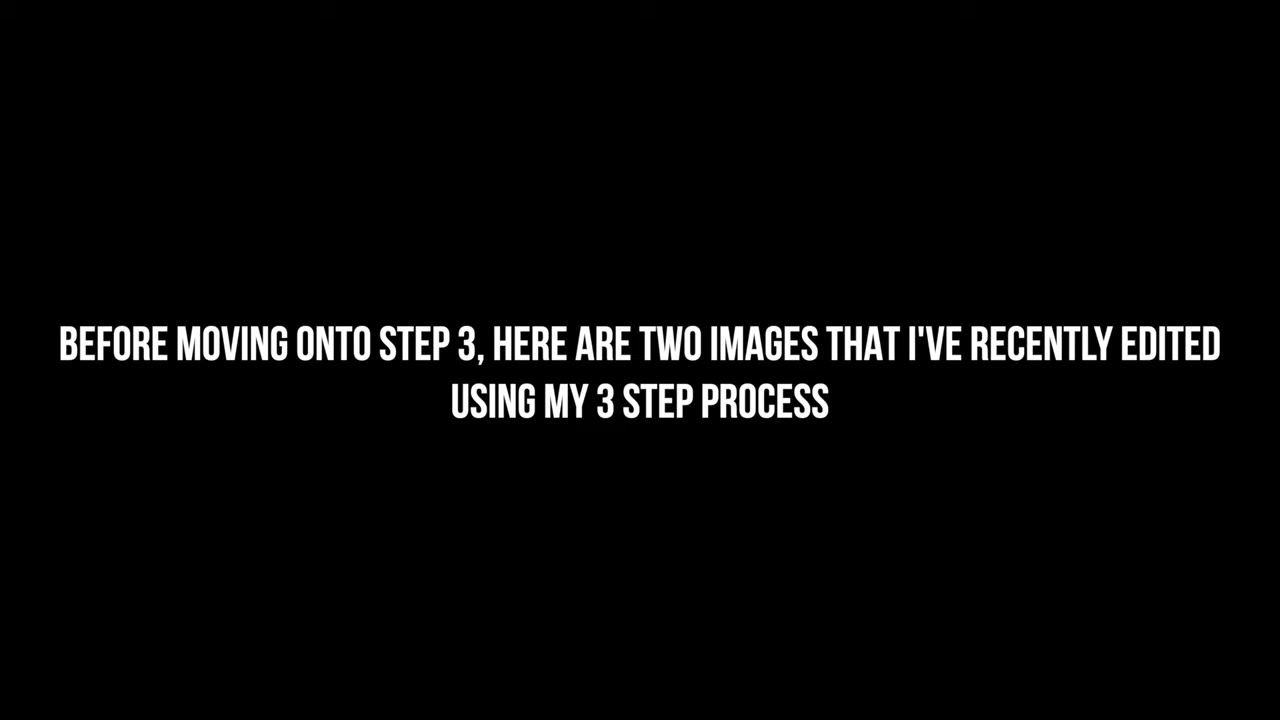 BEFORE MOVING ONTO STEP 3, HERE ARE TWO IMAGES THAT I'VE RECENTLY EDITED
USING MY 3 STEP PROCESS